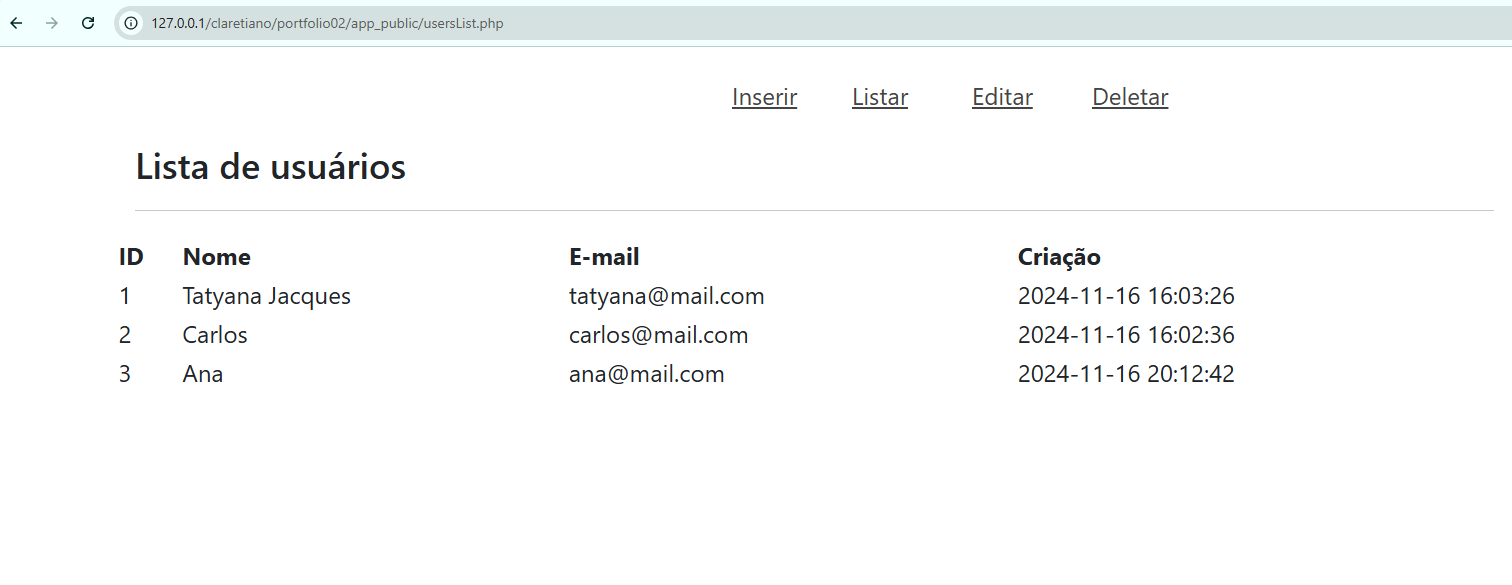 127.0.0.1/claretiano/portfolio02/app_public/usersList.php
Inserir Listar Editar Deletar
Lista de usuários
ID Nome E-mail Criação
1 Tatyana Jacques tatyana@mail.com 2024-11-16 16:03:26
2 Carlos carlos@mail.com 2024-11-16 16:02:36
3 Ana ana@mail.com 2024-11-16 20:12:42